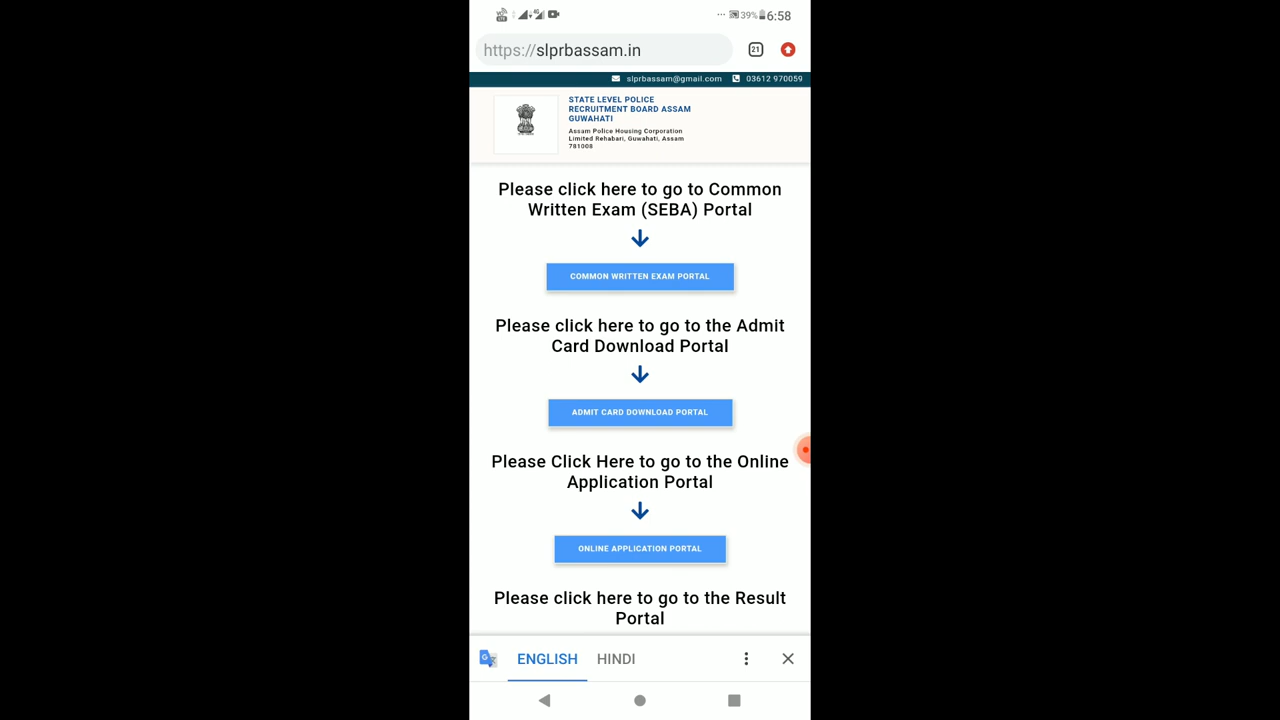 39% 6:58
https://slprbassam.in 21
slprbassam@gmail.com 03612 970059
STATE LEVEL POLICE
RECRUITMENT BOARD ASSAM
GUWAHATI
Assam Police Housing Corporation
Limited Rehabari, Guwahati, Assam
781008
Please click here to go to Common
Written Exam (SEBA) Portal
COMMON WRITTEN EXAM PORTAL
Please click here to go to the Admit
Card Download Portal
ADMIT CARD DOWNLOAD PORTAL
Please Click Here to go to the Online
Application Portal
ONLINE APPLICATION PORTAL
Please click here to go to the Result
Portal
ENGLISH HINDI